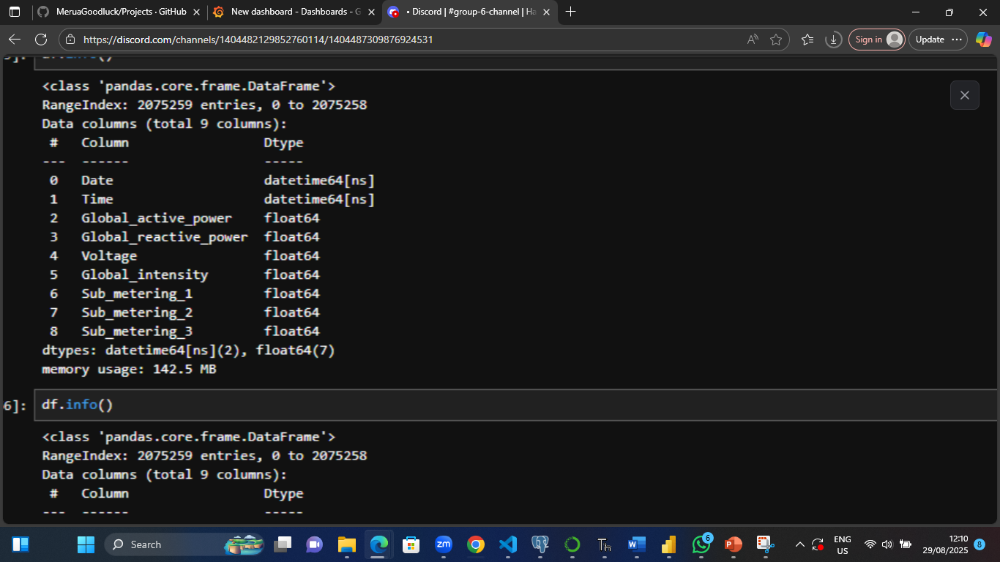 MeruaGoodluck/Projects · GitHub
New dashboard - Dashboards - G
• Discord | #group-6-channel | Ha
https://discord.com/channels/1404482129852760114/1404487309876924531
Sign in
Update
<class 'pandas.core.frame.DataFrame'>
RangeIndex: 2075259 entries, 0 to 2075258
Data columns (total 9 columns):
# Column Dtype
--- ------ -----
0 Date datetime64[ns]
1 Time datetime64[ns]
2 Global_active_power float64
3 Global_reactive_power float64
4 Voltage float64
5 Global_intensity float64
6 Sub_metering_1 float64
7 Sub_metering_2 float64
8 Sub_metering_3 float64
dtypes: datetime64[ns](2), float64(7)
memory usage: 142.5 MB
6]: df.info()
<class 'pandas.core.frame.DataFrame'>
RangeIndex: 2075259 entries, 0 to 2075258
Data columns (total 9 columns):
# Column Dtype
--- ------ -----
Search
zm
6
ENG
US
12:10
29/08/2025
8